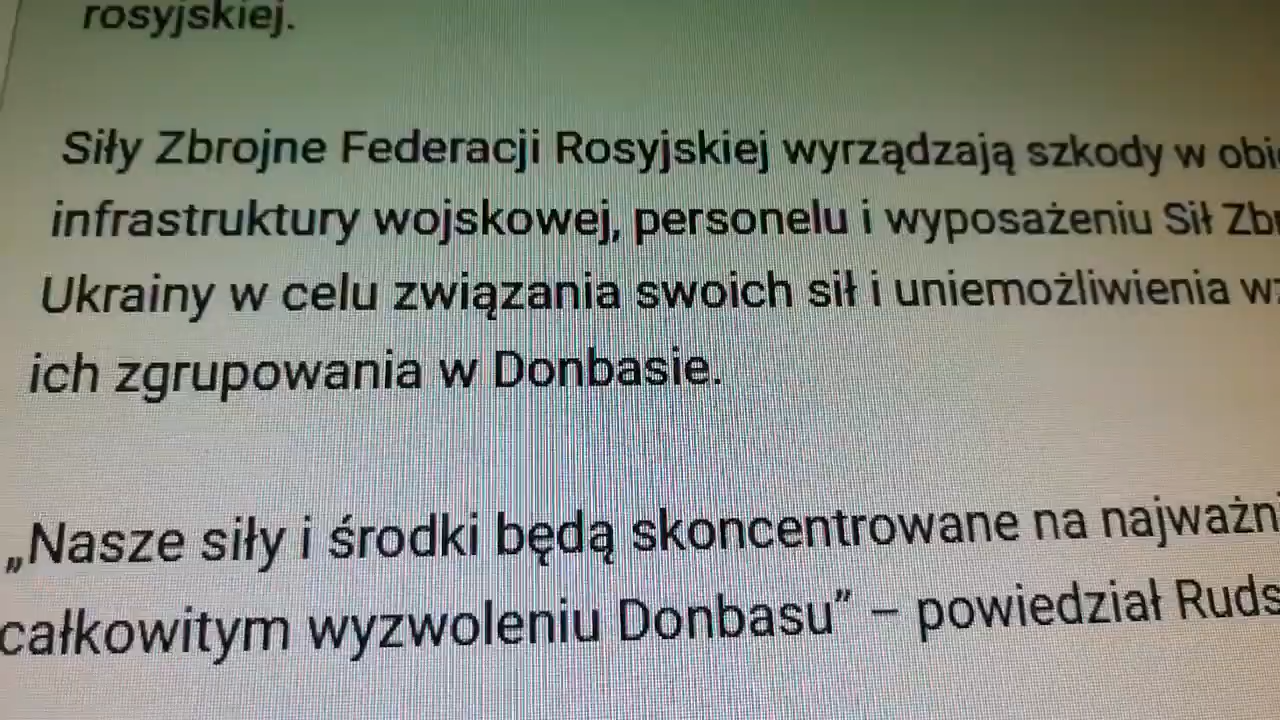 rosyjskiej.
Siły Zbrojne Federacji Rosyjskiej wyrządzają szkody w
infrastruktury wojskowej, personelu i wyposażeniu Sił
Ukrainy w celu związania swoich sił i uniemożliwienia
ich zgrupowania w Donbasie.
„Nasze siły i środki będą skoncentrowane na
całkowitym wyzwoleniu Donbasu” – powiedział